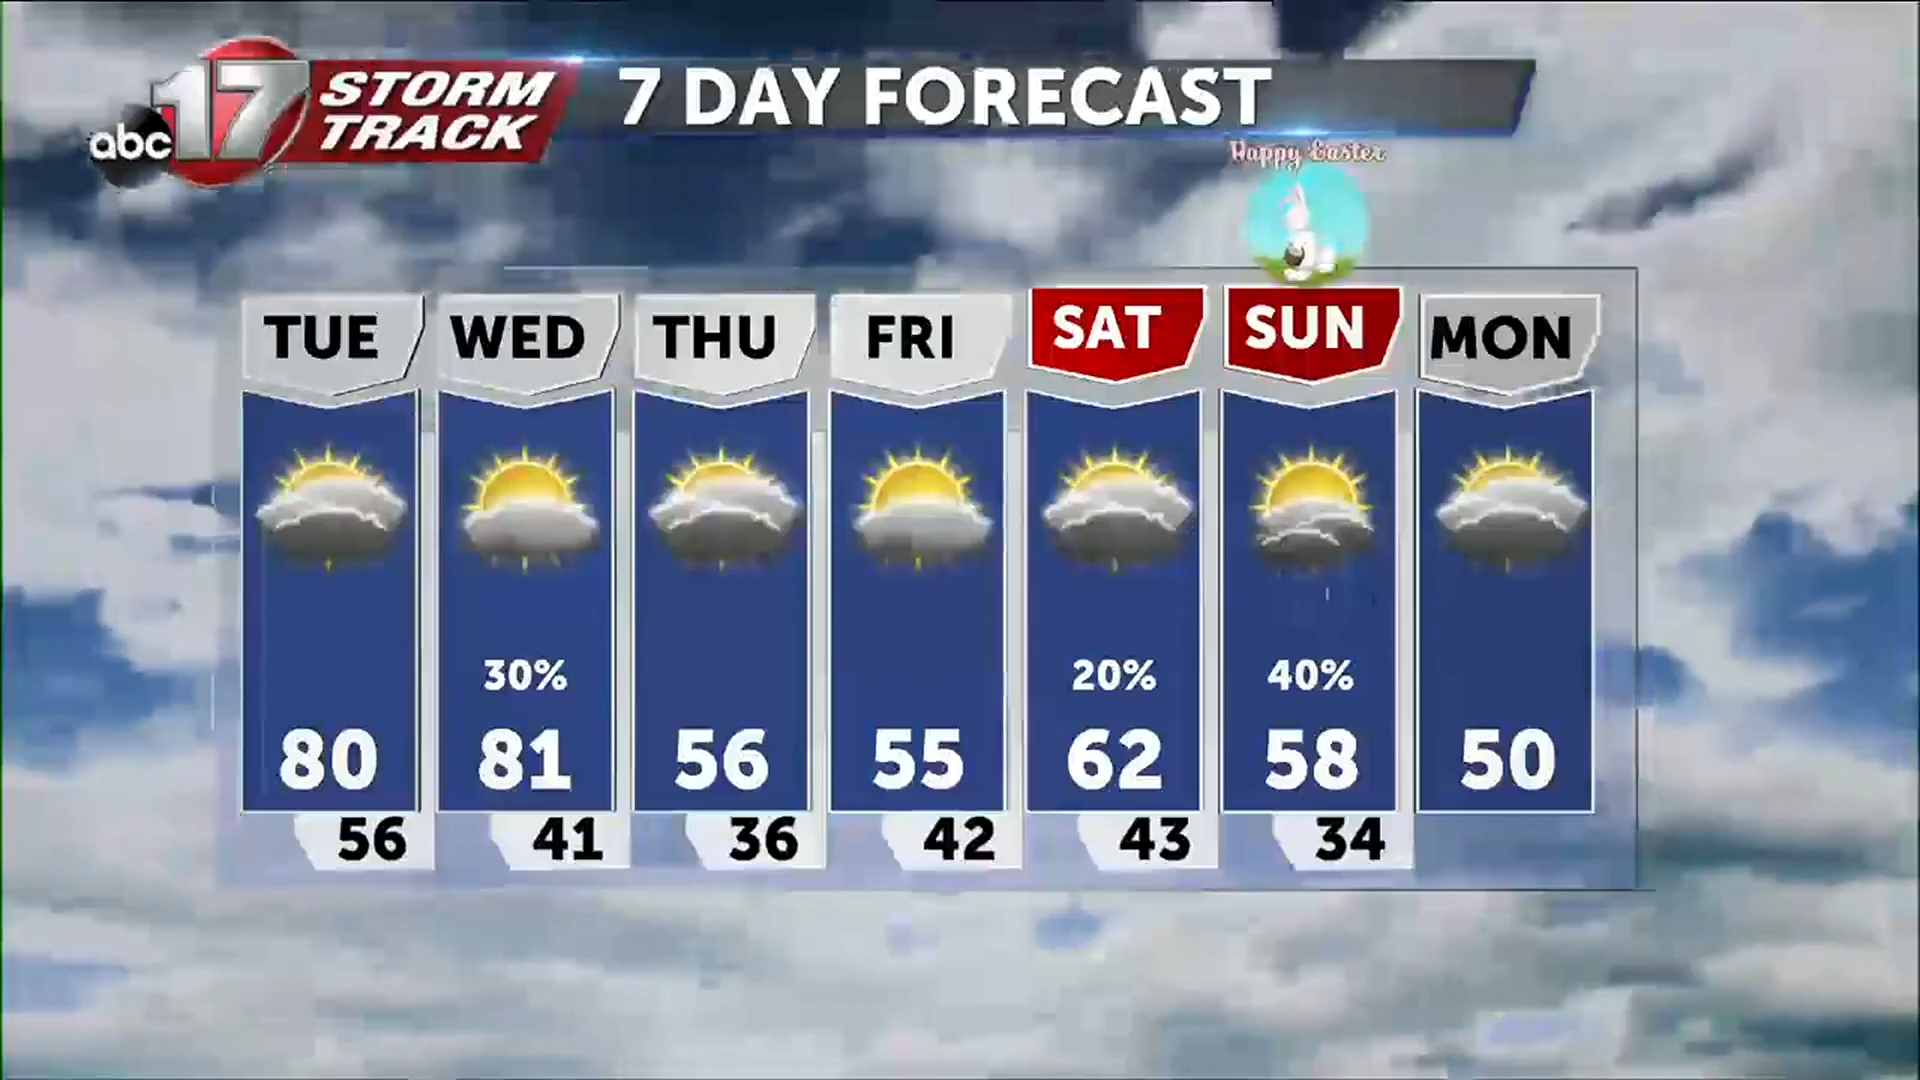 abc 17 STORM TRACK
7 DAY FORECAST
Happy Easter
TUE WED THU FRI SAT SUN MON
30% 20% 40%
80 81 56 55 62 58 50
56 41 36 42 43 34